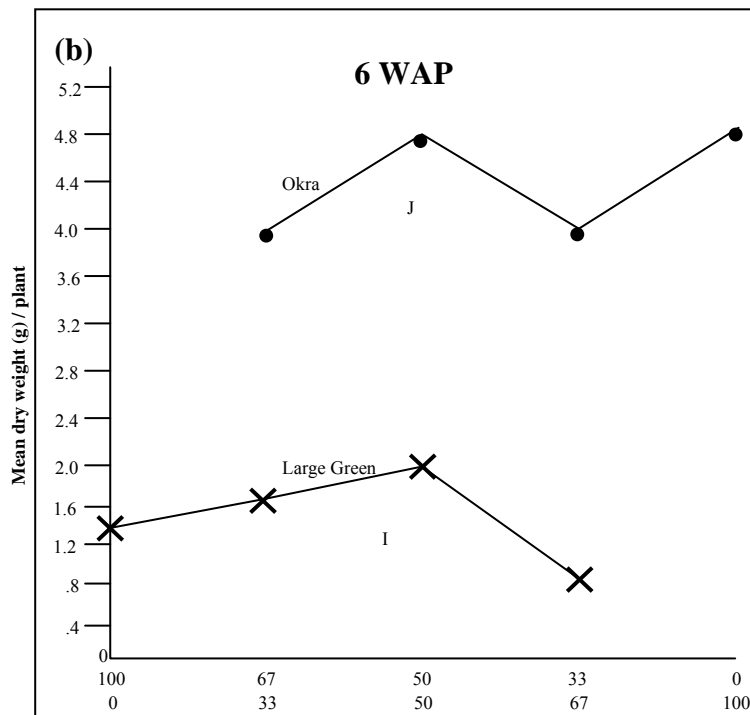 (b)
6 WAP
Mean dry weight (g) / plant
5.2
4.8
4.4
4.0
3.6
3.2
2.8
2.4
2.0
1.6
1.2
.8
.4
0
Okra
J
Large Green
I
100 67 50 33 0
0 33 50 67 100